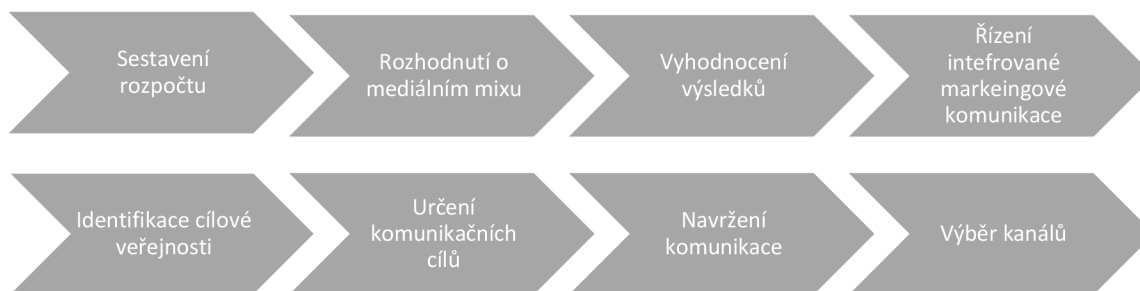 Sestavení
rozpočtu
Rozhodnutí o
mediálním mixu
Vyhodnocení
výsledků
Řízení
intefrované
markeingové
komunikace
Identifikace cílové
veřejnosti
Určení
komunikačních
cílů
Navržení
komunikace
Výběr kanálů